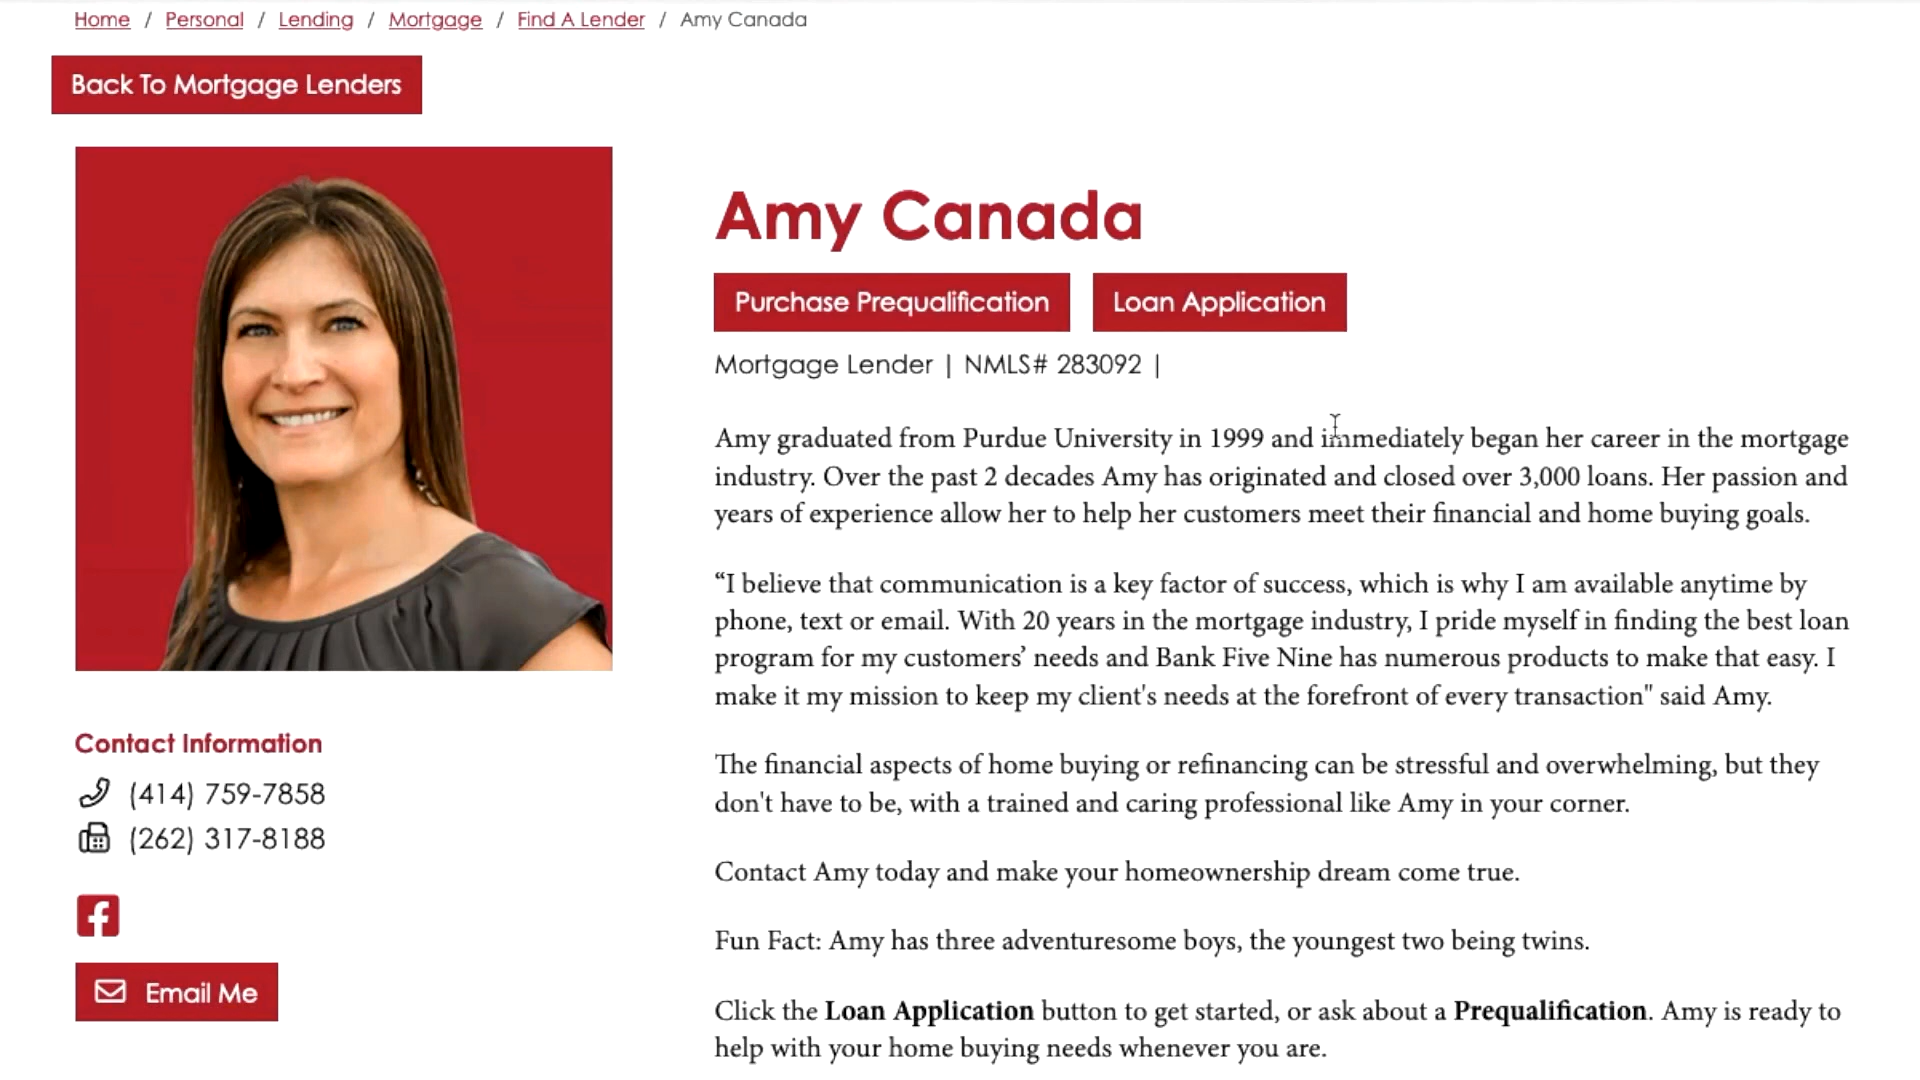 Home / Personal / Lending / Mortgage / Find A Lender / Amy Canada
Back To Mortgage Lenders
Amy Canada
Purchase Prequalification
Loan Application
Mortgage Lender | NMLS# 283092 |
Amy graduated from Purdue University in 1999 and immediately began her career in the mortgage
industry. Over the past 2 decades Amy has originated and closed over 3,000 loans. Her passion and
years of experience allow her to help her customers meet their financial and home buying goals.
“I believe that communication is a key factor of success, which is why I am available anytime by
phone, text or email. With 20 years in the mortgage industry, I pride myself in finding the best loan
program for my customers’ needs and Bank Five Nine has numerous products to make that easy. I
make it my mission to keep my client's needs at the forefront of every transaction" said Amy.
The financial aspects of home buying or refinancing can be stressful and overwhelming, but they
don't have to be, with a trained and caring professional like Amy in your corner.
Contact Amy today and make your homeownership dream come true.
Fun Fact: Amy has three adventuresome boys, the youngest two being twins.
Click the Loan Application button to get started, or ask about a Prequalification. Amy is ready to
help with your home buying needs whenever you are.
Contact Information
(414) 759-7858
(262) 317-8188
Email Me